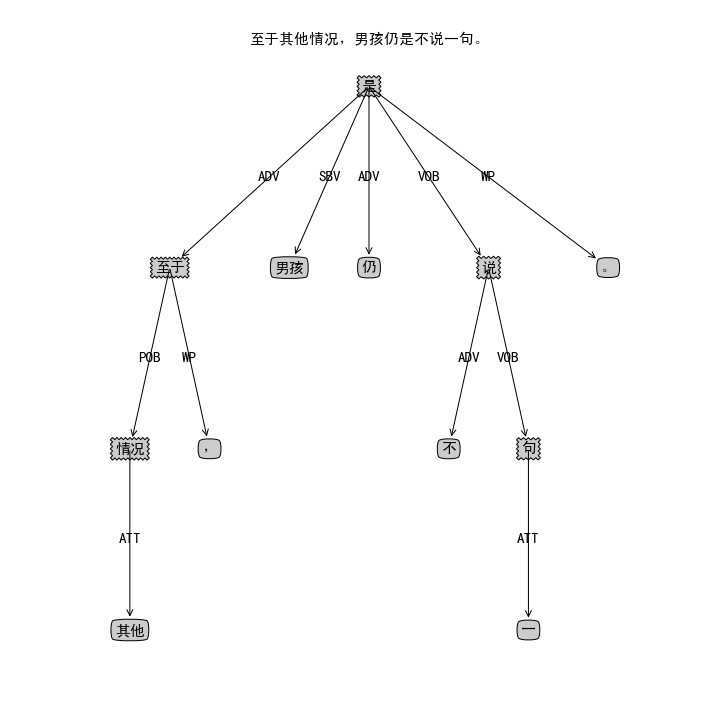 至于其他情况，男孩仍是不说一句。
是
ADV SBV ADV VOB WP
至于 男孩 仍 说 。
POB WP ADV VOB
情况 ， 不 句
ATT ATT
其他 一